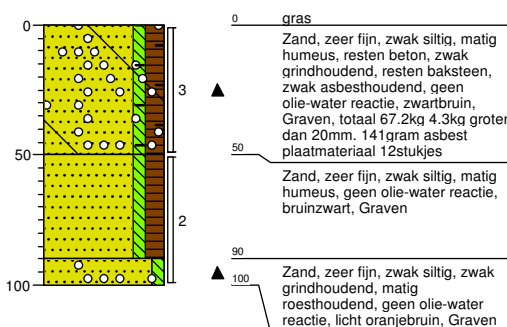 0
50
100
3
2
0
gras
Zand, zeer fijn, zwak siltig, matig
humeus, resten beton, zwak
grindhoudend, resten baksteen,
zwak asbesthoudend, geen
olie-water reactie, zwartbruin,
Graven, totaal 67.2kg 4.3kg groter
dan 20mm. 141gram asbest
plaatmateriaal 12stukjes
50
Zand, zeer fijn, zwak siltig, matig
humeus, geen olie-water reactie,
bruinzwart, Graven
90
100
Zand, zeer fijn, zwak siltig, zwak
grindhoudend, matig
roesthoudend, geen olie-water
reactie, licht oranjebruin, Graven